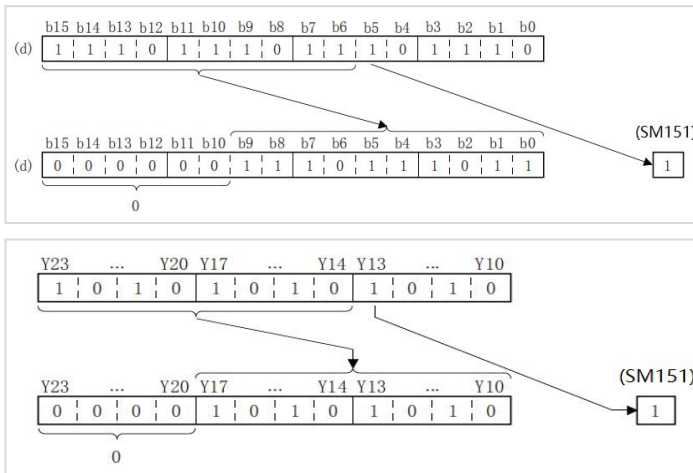 b15 b14 b13 b12 b11 b10 b9 b8 b7 b6 b5 b4 b3 b2 b1 b0
(d) 1 1 1 0 1 1 1 0 1 1 1 0 1 1 1 0
(SM151)
b15 b14 b13 b12 b11 b10 b9 b8 b7 b6 b5 b4 b3 b2 b1 b0
(d) 0 0 0 0 0 0 1 1 1 0 1 1 1 0 1 1 1
0
Y23 ... Y20 Y17 ... Y14 Y13 ... Y10
1 0 1 0 1 0 1 0 1 0 1 0
(SM151)
Y23 ... Y20 Y17 ... Y14 Y13 ... Y10
0 0 0 0 1 0 1 0 1 0 1 0 1
0